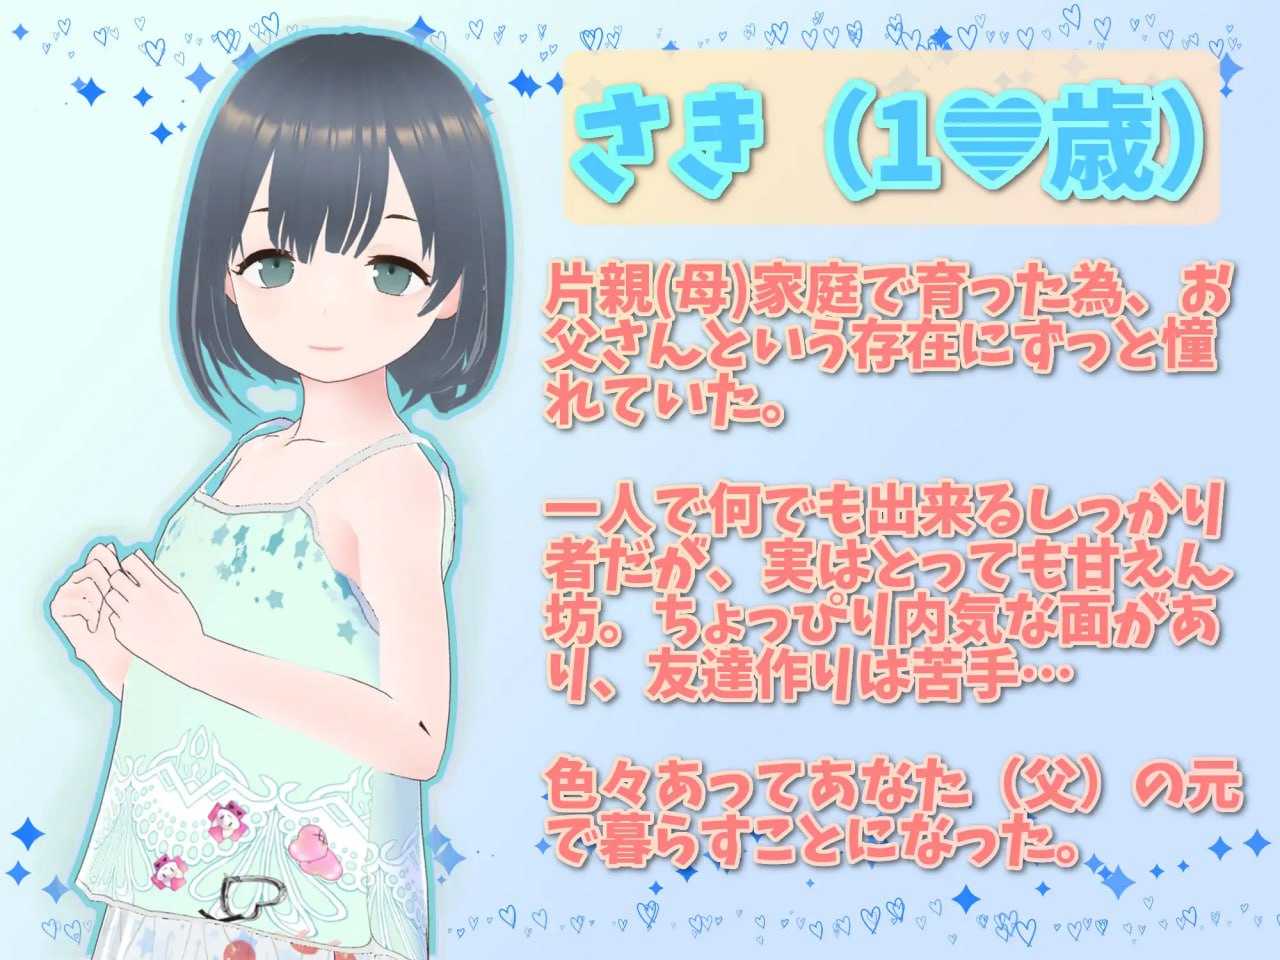 さき（1♥歳）
片親(母)家庭で育った為、お
父さんという存在にずっと憧
れていた。
一人で何でも出来るしっかり
者だが、実はとっても甘えん
坊。ちょっぴり内気な面があ
り、友達作りは苦手…
色々あってあなた（父）の元
で暮らすことになった。